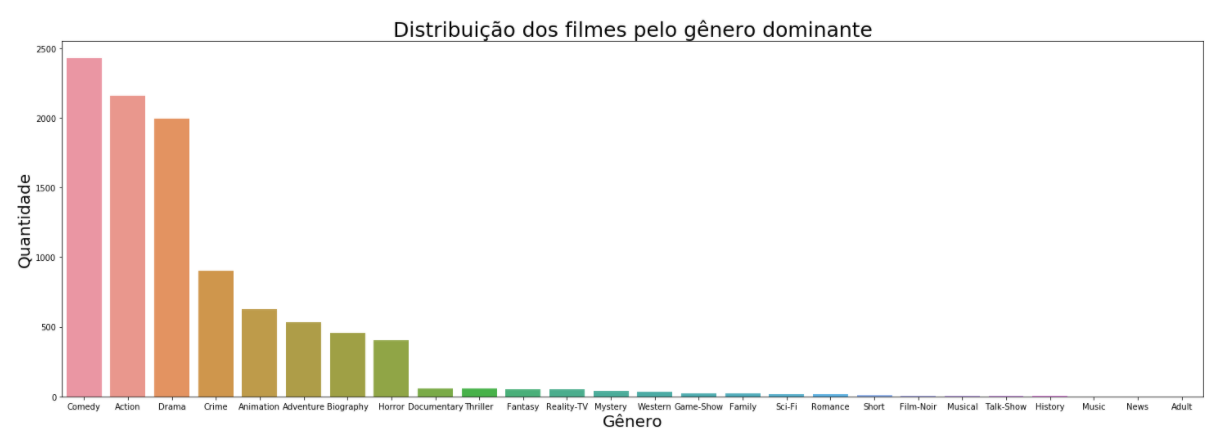 Distribuição dos filmes pelo gênero dominante
2500
2000
1500
1000
500
0
Quantidade
Comedy Action Drama Crime Animation Adventure Biography Horror Documentary Thriller Fantasy Reality-TV Mystery Western Game-Show Family Sci-Fi Romance Short Film-Noir Musical Talk-Show History Music News Adult
Gênero